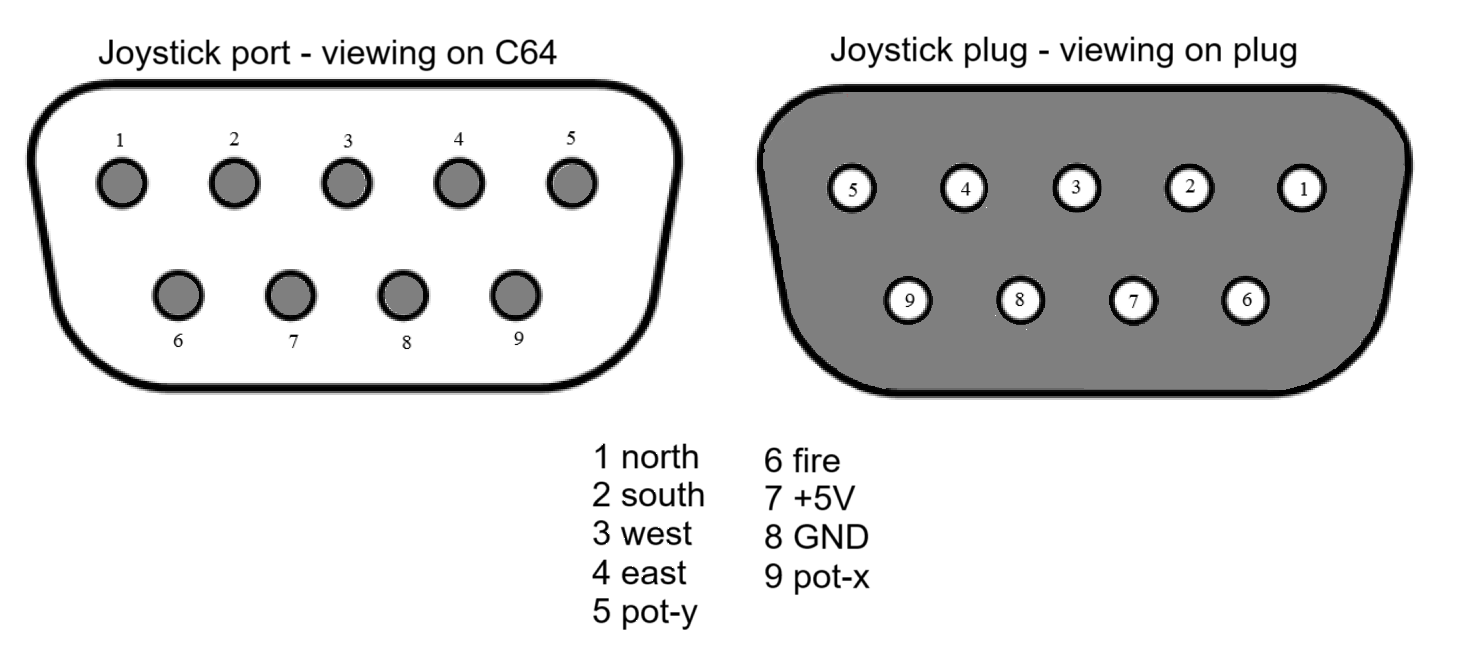 Joystick port - viewing on C64
1 2 3 4 5
6 7 8 9
Joystick plug - viewing on plug
5 4 3 2 1
9 8 7 6
1 north
2 south
3 west
4 east
5 pot-y
6 fire
7 +5V
8 GND
9 pot-x